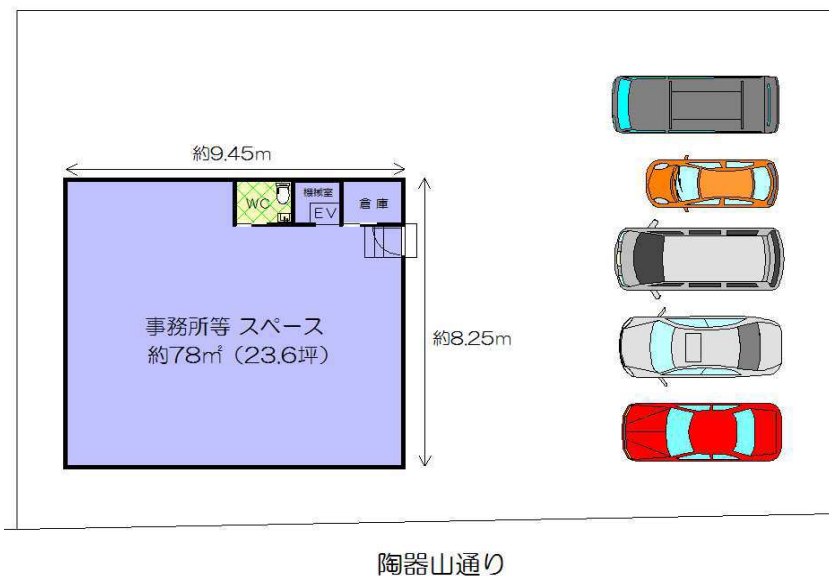 約9.45m
WC
機械室
EV
倉庫
事務所等 スペース
約78㎡（23.6坪）
約8.25m
陶器山通り